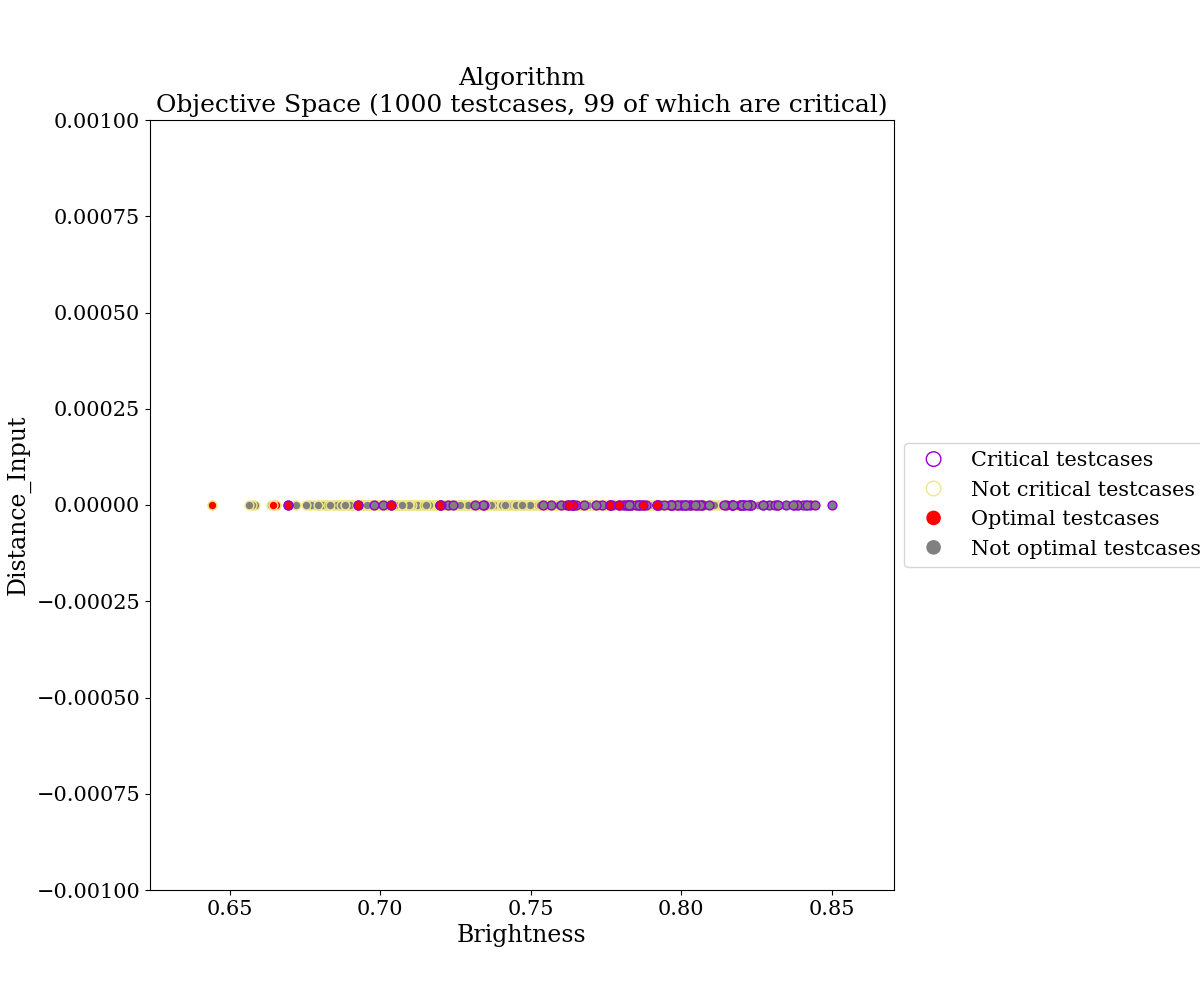 Algorithm
Objective Space (1000 testcases, 99 of which are critical)
0.00100
0.00075
0.00050
0.00025
0.00000
−0.00025
−0.00050
−0.00075
−0.00100
Distance_Input
0.65 0.70 0.75 0.80 0.85
Brightness
Critical testcases
Not critical testcases
Optimal testcases
Not optimal testcases